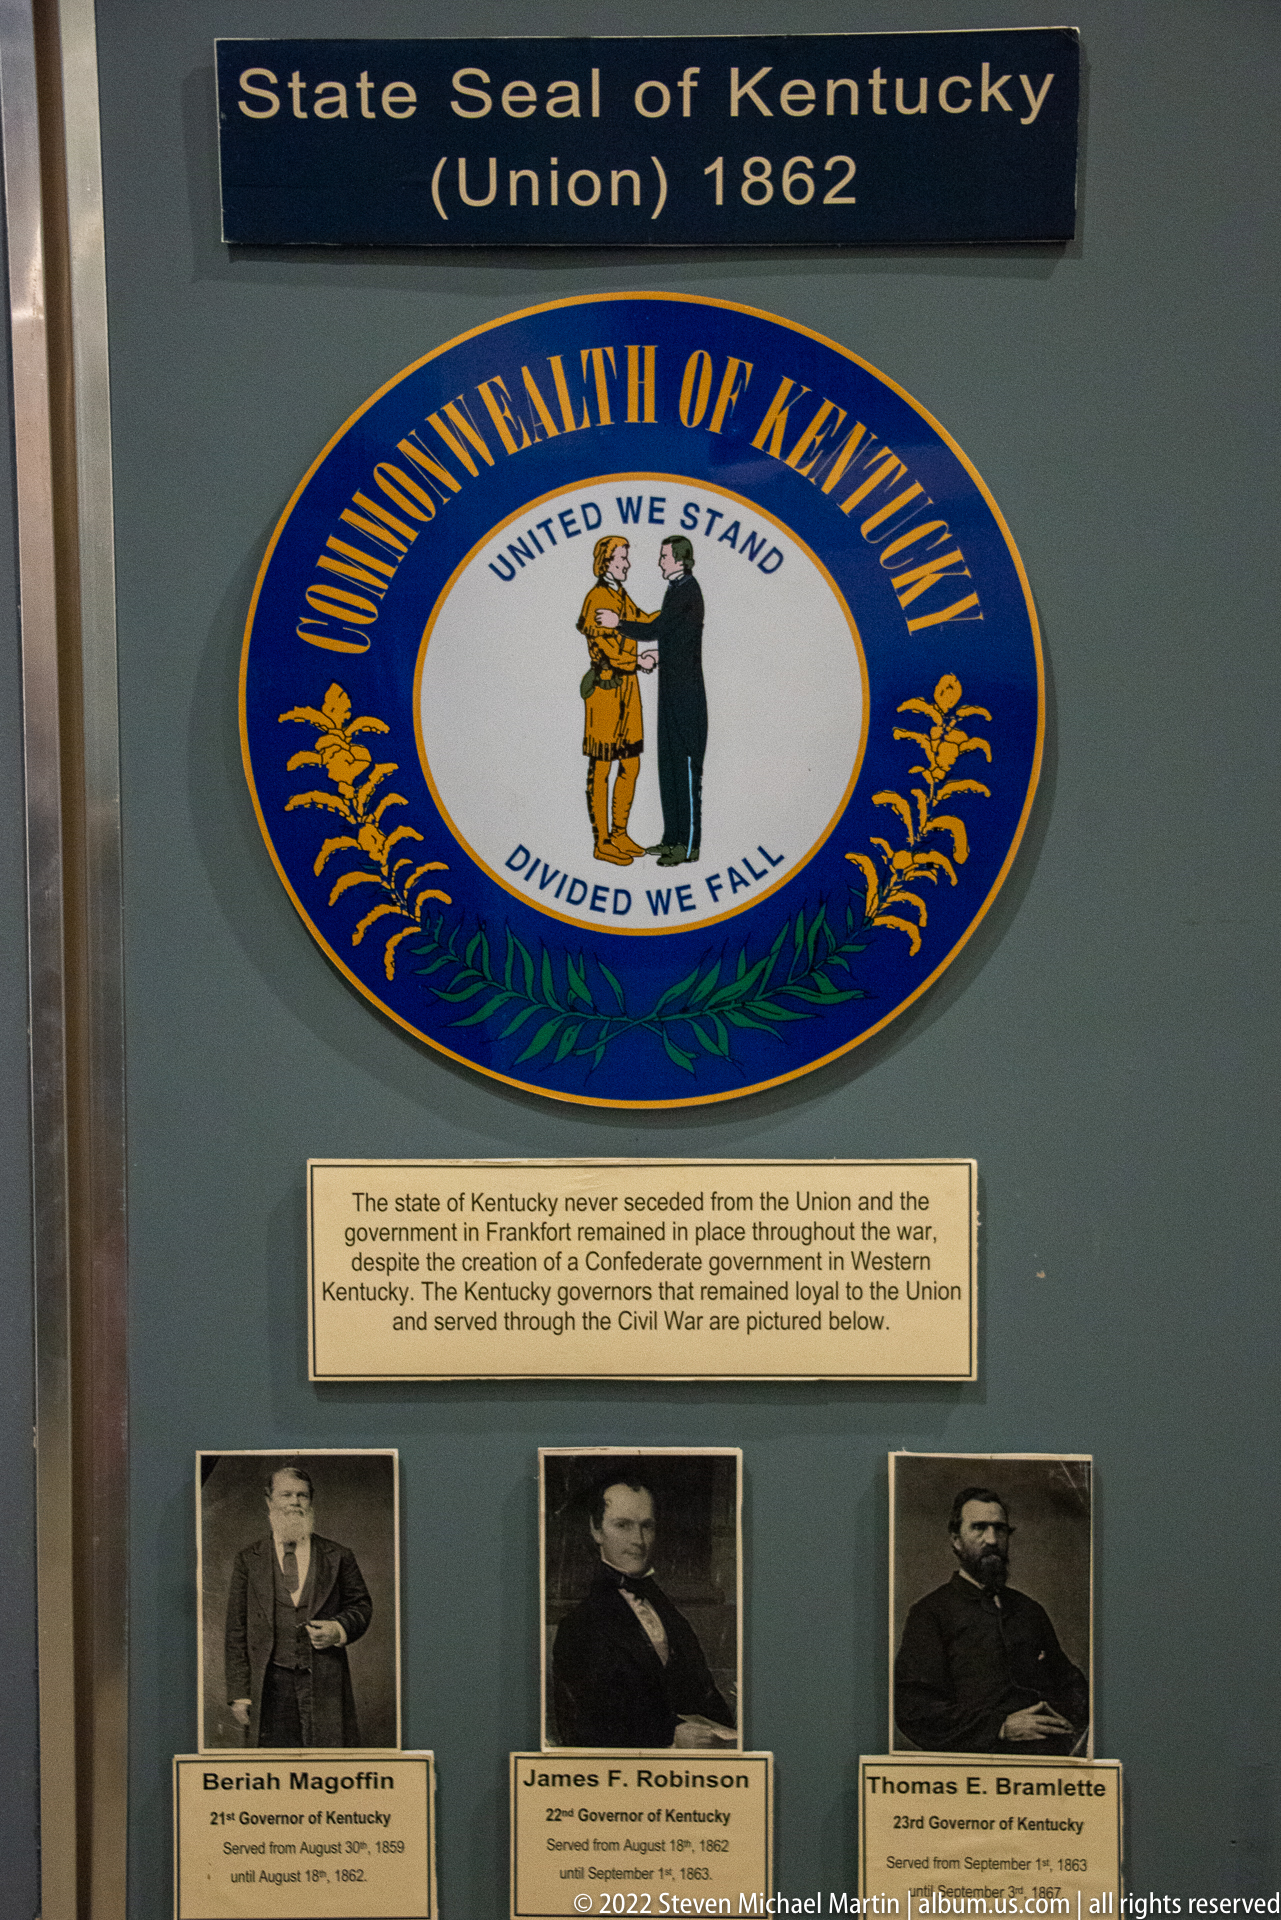 State Seal of Kentucky
(Union) 1862
COMMONWEALTH OF KENTUCKY
UNITED WE STAND
DIVIDED WE FALL
The state of Kentucky never seceded from the Union and the
government in Frankfort remained in place throughout the war,
despite the creation of a Confederate government in Western
Kentucky. The Kentucky governors that remained loyal to the Union
and served through the Civil War are pictured below.
Beriah Magoffin
21st Governor of Kentucky
Served from August 30th, 1859
until August 18th, 1862.
James F. Robinson
22nd Governor of Kentucky
Served from August 18th, 1862
until September 1st, 1863.
Thomas E. Bramlette
23rd Governor of Kentucky
Served from September 1st, 1863
until September 3rd, 1867.
© 2022 Steven Michael Martin | album.us.com | all rights reserved